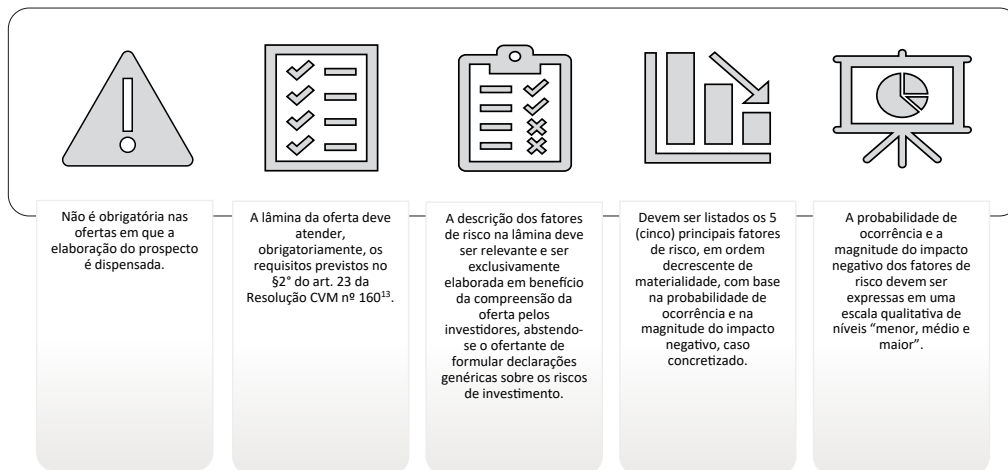 Não é obrigatória nas
ofertas em que a
elaboração do prospecto
é dispensada.
A lâmina da oferta deve
atender,
obrigatoriamente, os
requisitos previstos no
§2° do art. 23 da
Resolução CVM nº 160¹³.
A descrição dos fatores
de risco na lâmina deve
ser relevante e ser
exclusivamente
elaborada em benefício
da compreensão da
oferta pelos
investidores, abstendo-
se o ofertante de
formular declarações
genéricas sobre os riscos
de investimento.
Devem ser listados os 5
(cinco) principais fatores
de risco, em ordem
decrescente de
materialidade, com base
na probabilidade de
ocorrência e na
magnitude do impacto
negativo, caso
concretizado.
A probabilidade de
ocorrência e a
magnitude do impacto
negativo dos fatores de
risco devem ser
expressas em uma
escala qualitativa de
níveis “menor, médio e
maior”.